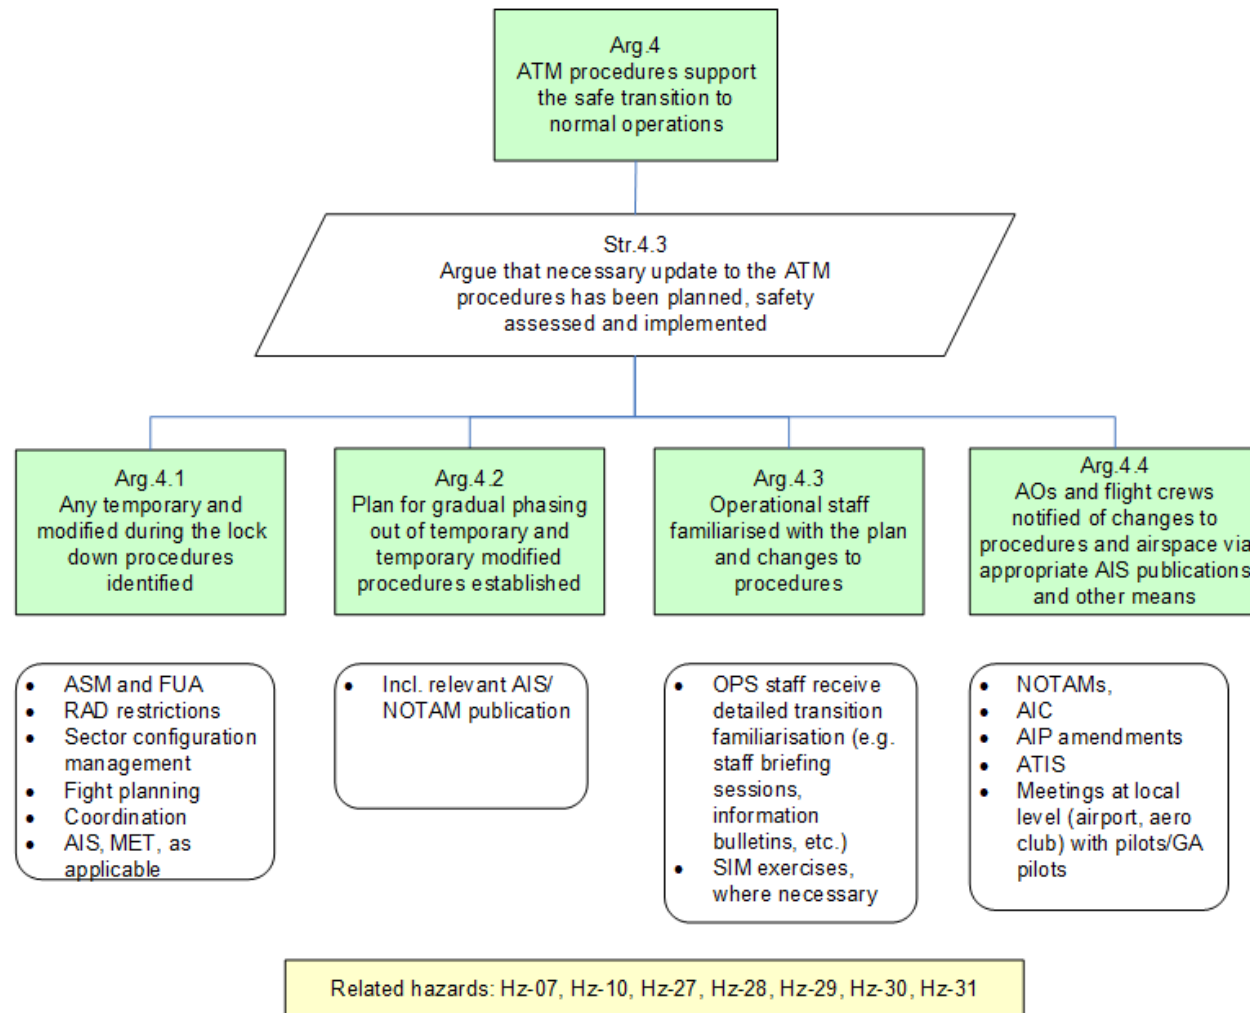 Arg.4
ATM procedures support
the safe transition to
normal operations
Str.4.3
Argue that necessary update to the ATM
procedures has been planned, safety
assessed and implemented
Arg.4.1
Any temporary and
modified during the lock
down procedures
identified
Arg.4.2
Plan for gradual phasing
out of temporary and
temporary modified
procedures established
Arg.4.3
Operational staff
familiarised with the plan
and changes to
procedures
Arg.4.4
AOs and flight crews
notified of changes to
procedures and airspace via
appropriate AIS publications
and other means
• ASM and FUA
• RAD restrictions
• Sector configuration
management
• Fight planning
• Coordination
• AIS, MET, as
applicable
• Incl. relevant AIS/
NOTAM publication
• OPS staff receive
detailed transition
familiarisation (e.g.
staff briefing
sessions,
information
bulletins, etc.)
• SIM exercises,
where necessary
• NOTAMs,
• AIC
• AIP amendments
• ATIS
• Meetings at local
level (airport, aero
club) with pilots/GA
pilots
Related hazards: Hz-07, Hz-10, Hz-27, Hz-28, Hz-29, Hz-30, Hz-31